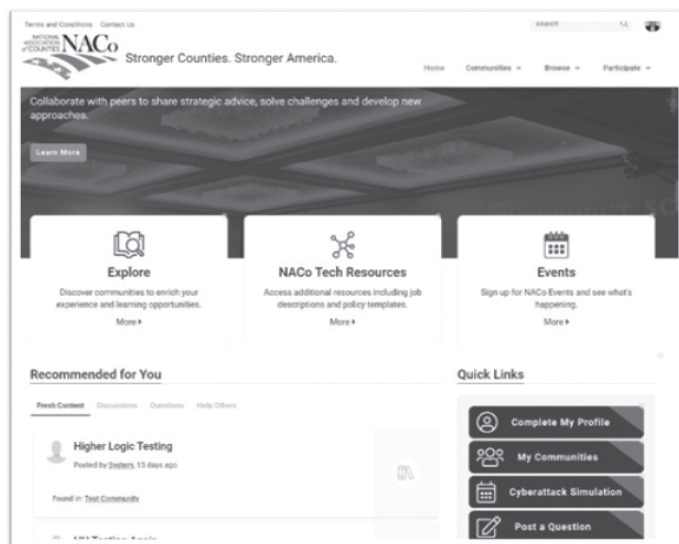 Terms and Conditions Contact Us
Search
NATIONAL
ASSOCIATION
of COUNTIES NACo
Stronger Counties. Stronger America.
Home Communities Browse Participate
Collaborate with peers to share strategic advice, solve challenges and develop new
approaches.
Learn More
Explore
Discover communities to enrich your
experience and learning opportunities.
More
NACo Tech Resources
Access additional resources including job
descriptions and policy templates.
More
Events
Sign up for NACo Events and see what's
happening.
More
Recommended for You
Fresh Content Discussions Questions Help Others
Higher Logic Testing
Posted by System, 15 days ago
Found in: Test Community
Quick Links
Complete My Profile
My Communities
Cyberattack Simulation
Post a Question